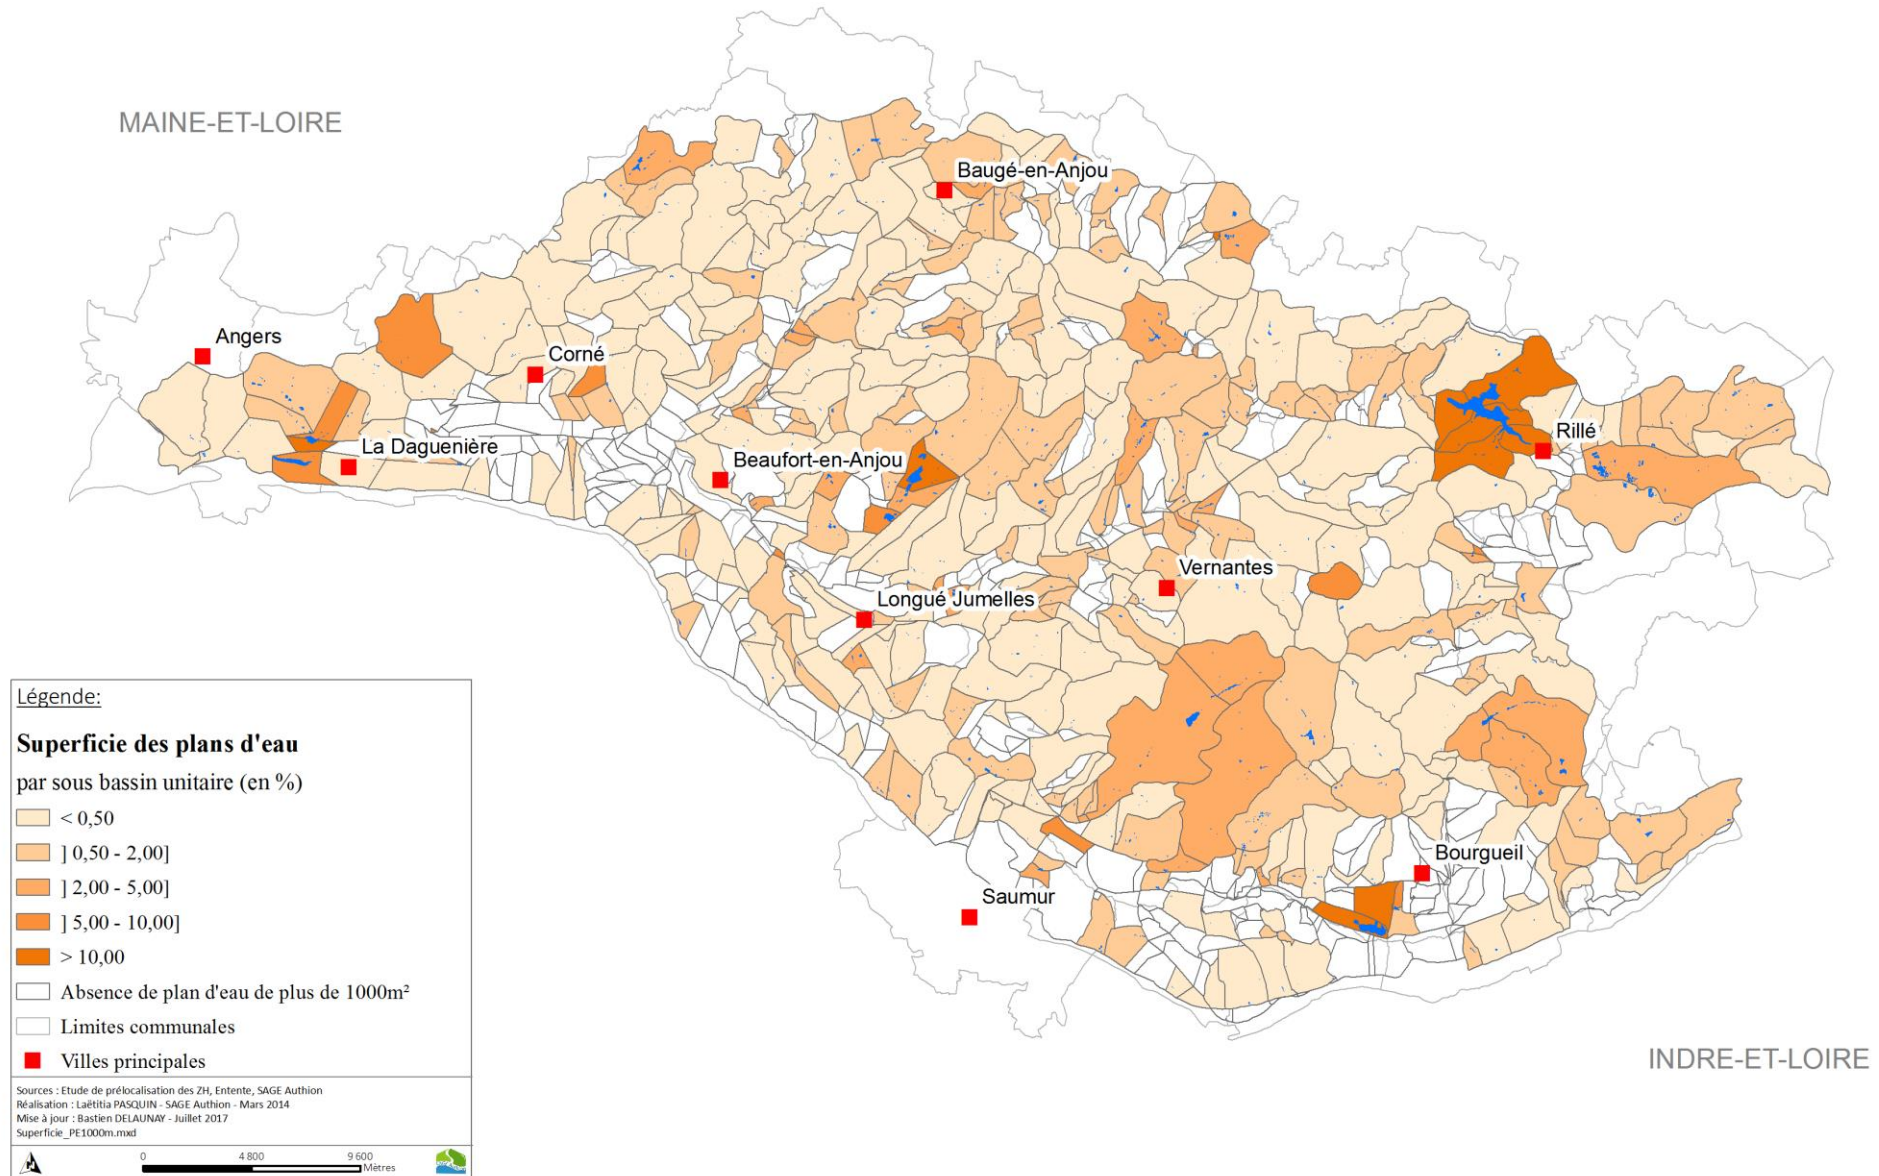 MAINE-ET-LOIRE
Baugé-en-Anjou
Angers
Corné
La Daguenière
Beaufort-en-Anjou
Rillé
Vernantes
Longué Jumelles
Bourgueil
Saumur
INDRE-ET-LOIRE
Légende:
Superficie des plans d'eau
par sous bassin unitaire (en %)
< 0,50
] 0,50 - 2,00]
] 2,00 - 5,00]
] 5,00 - 10,00]
> 10,00
Absence de plan d'eau de plus de 1000m²
Limites communales
Villes principales
Sources : Etude de prélocalisation des ZH, Entente, SAGE Authion
Réalisation : Laëtitia PASQUIN - SAGE Authion - Mars 2014
Mise à jour : Bastien DELAUNAY - Juillet 2017
Superficie_PE1000m.mxd
0 4 800 9 600
Mètres